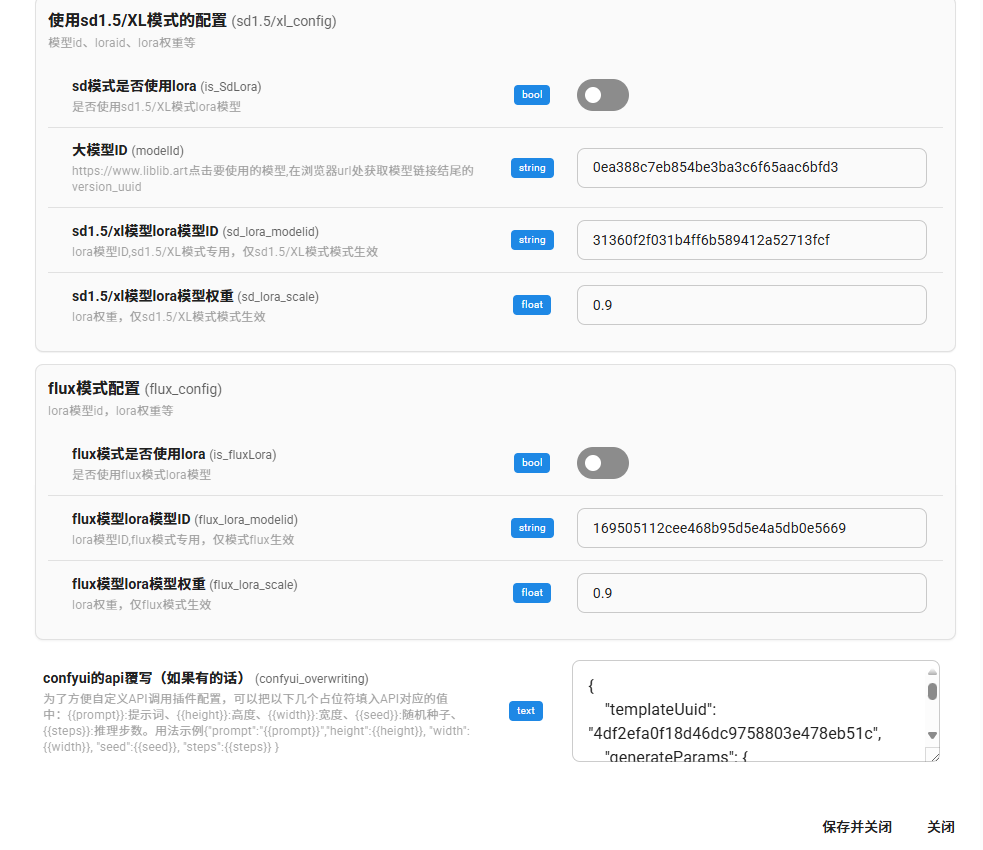 使用sd1.5/XL模式的配置 (sd1.5/xl_config)
模型id、loraid、lora权重等
sd模式是否使用lora (is_SdLora)
是否使用sd1.5/XL模式lora模型
bool
大模型ID (modelId)
https://www.liblib.art点击要使用的模型,在浏览器url处获取模型链接结尾的
version_uuid
string
0ea388c7eb854be3ba3c6f65aac6bfd3
sd1.5/xl模型lora模型ID (sd_lora_modelid)
lora模型ID,sd1.5/XL模式专用，仅sd1.5/XL模式模式生效
string
31360f2f031b4ff6b589412a52713fcf
sd1.5/xl模型lora模型权重 (sd_lora_scale)
lora权重，仅sd1.5/XL模式模式生效
float
0.9
flux模式配置 (flux_config)
lora模型id，lora权重等
flux模式是否使用lora (is_fluxLora)
是否使用flux模式lora模型
bool
flux模型lora模型ID (flux_lora_modelid)
lora模型ID,flux模式专用，仅模式flux生效
string
169505112cee468b95d5e4a5db0e5669
flux模型lora模型权重 (flux_lora_scale)
lora权重，仅flux模式生效
float
0.9
confyui的api覆写（如果有的话） (confyui_overwriting)
为了方便自定义API调用插件配置，可以把以下几个占位符填入API对应的值
中：{{prompt}}:提示词、{{height}}:高度、{{width}}:宽度、{{seed}}:随机种子、
{{steps}}:推理步数。用法示例{"prompt":"{{prompt}}","height":{{height}}, "width":
{{width}}, "seed":{{seed}}, "steps":{{steps}} }
text
{
"templateUuid":
"4df2efa0f18d46dc9758803e478eb51c",
"generateParams": {
保存并关闭
关闭